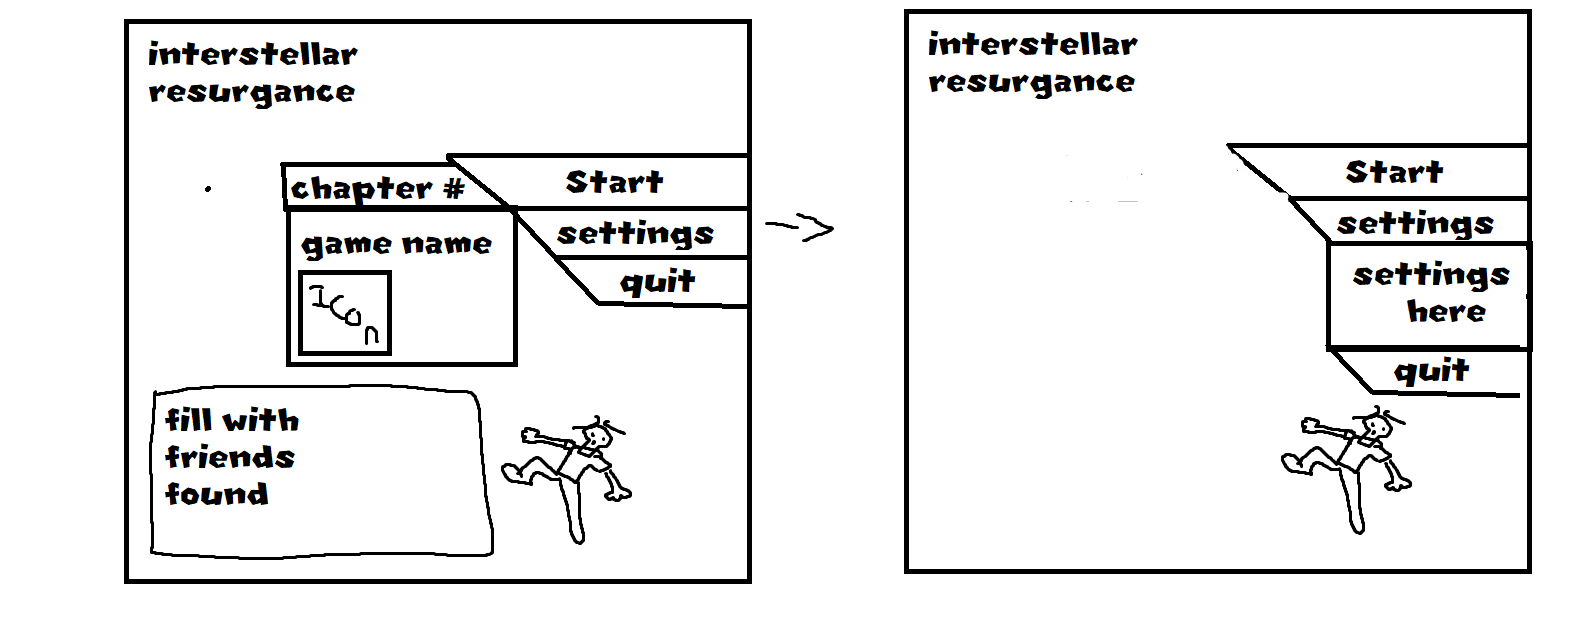 interstellar
resurgance
Start
chapter #
settings
game name
quit
Icon
fill with
friends
found
interstellar
resurgance
Start
settings
settings
here
quit